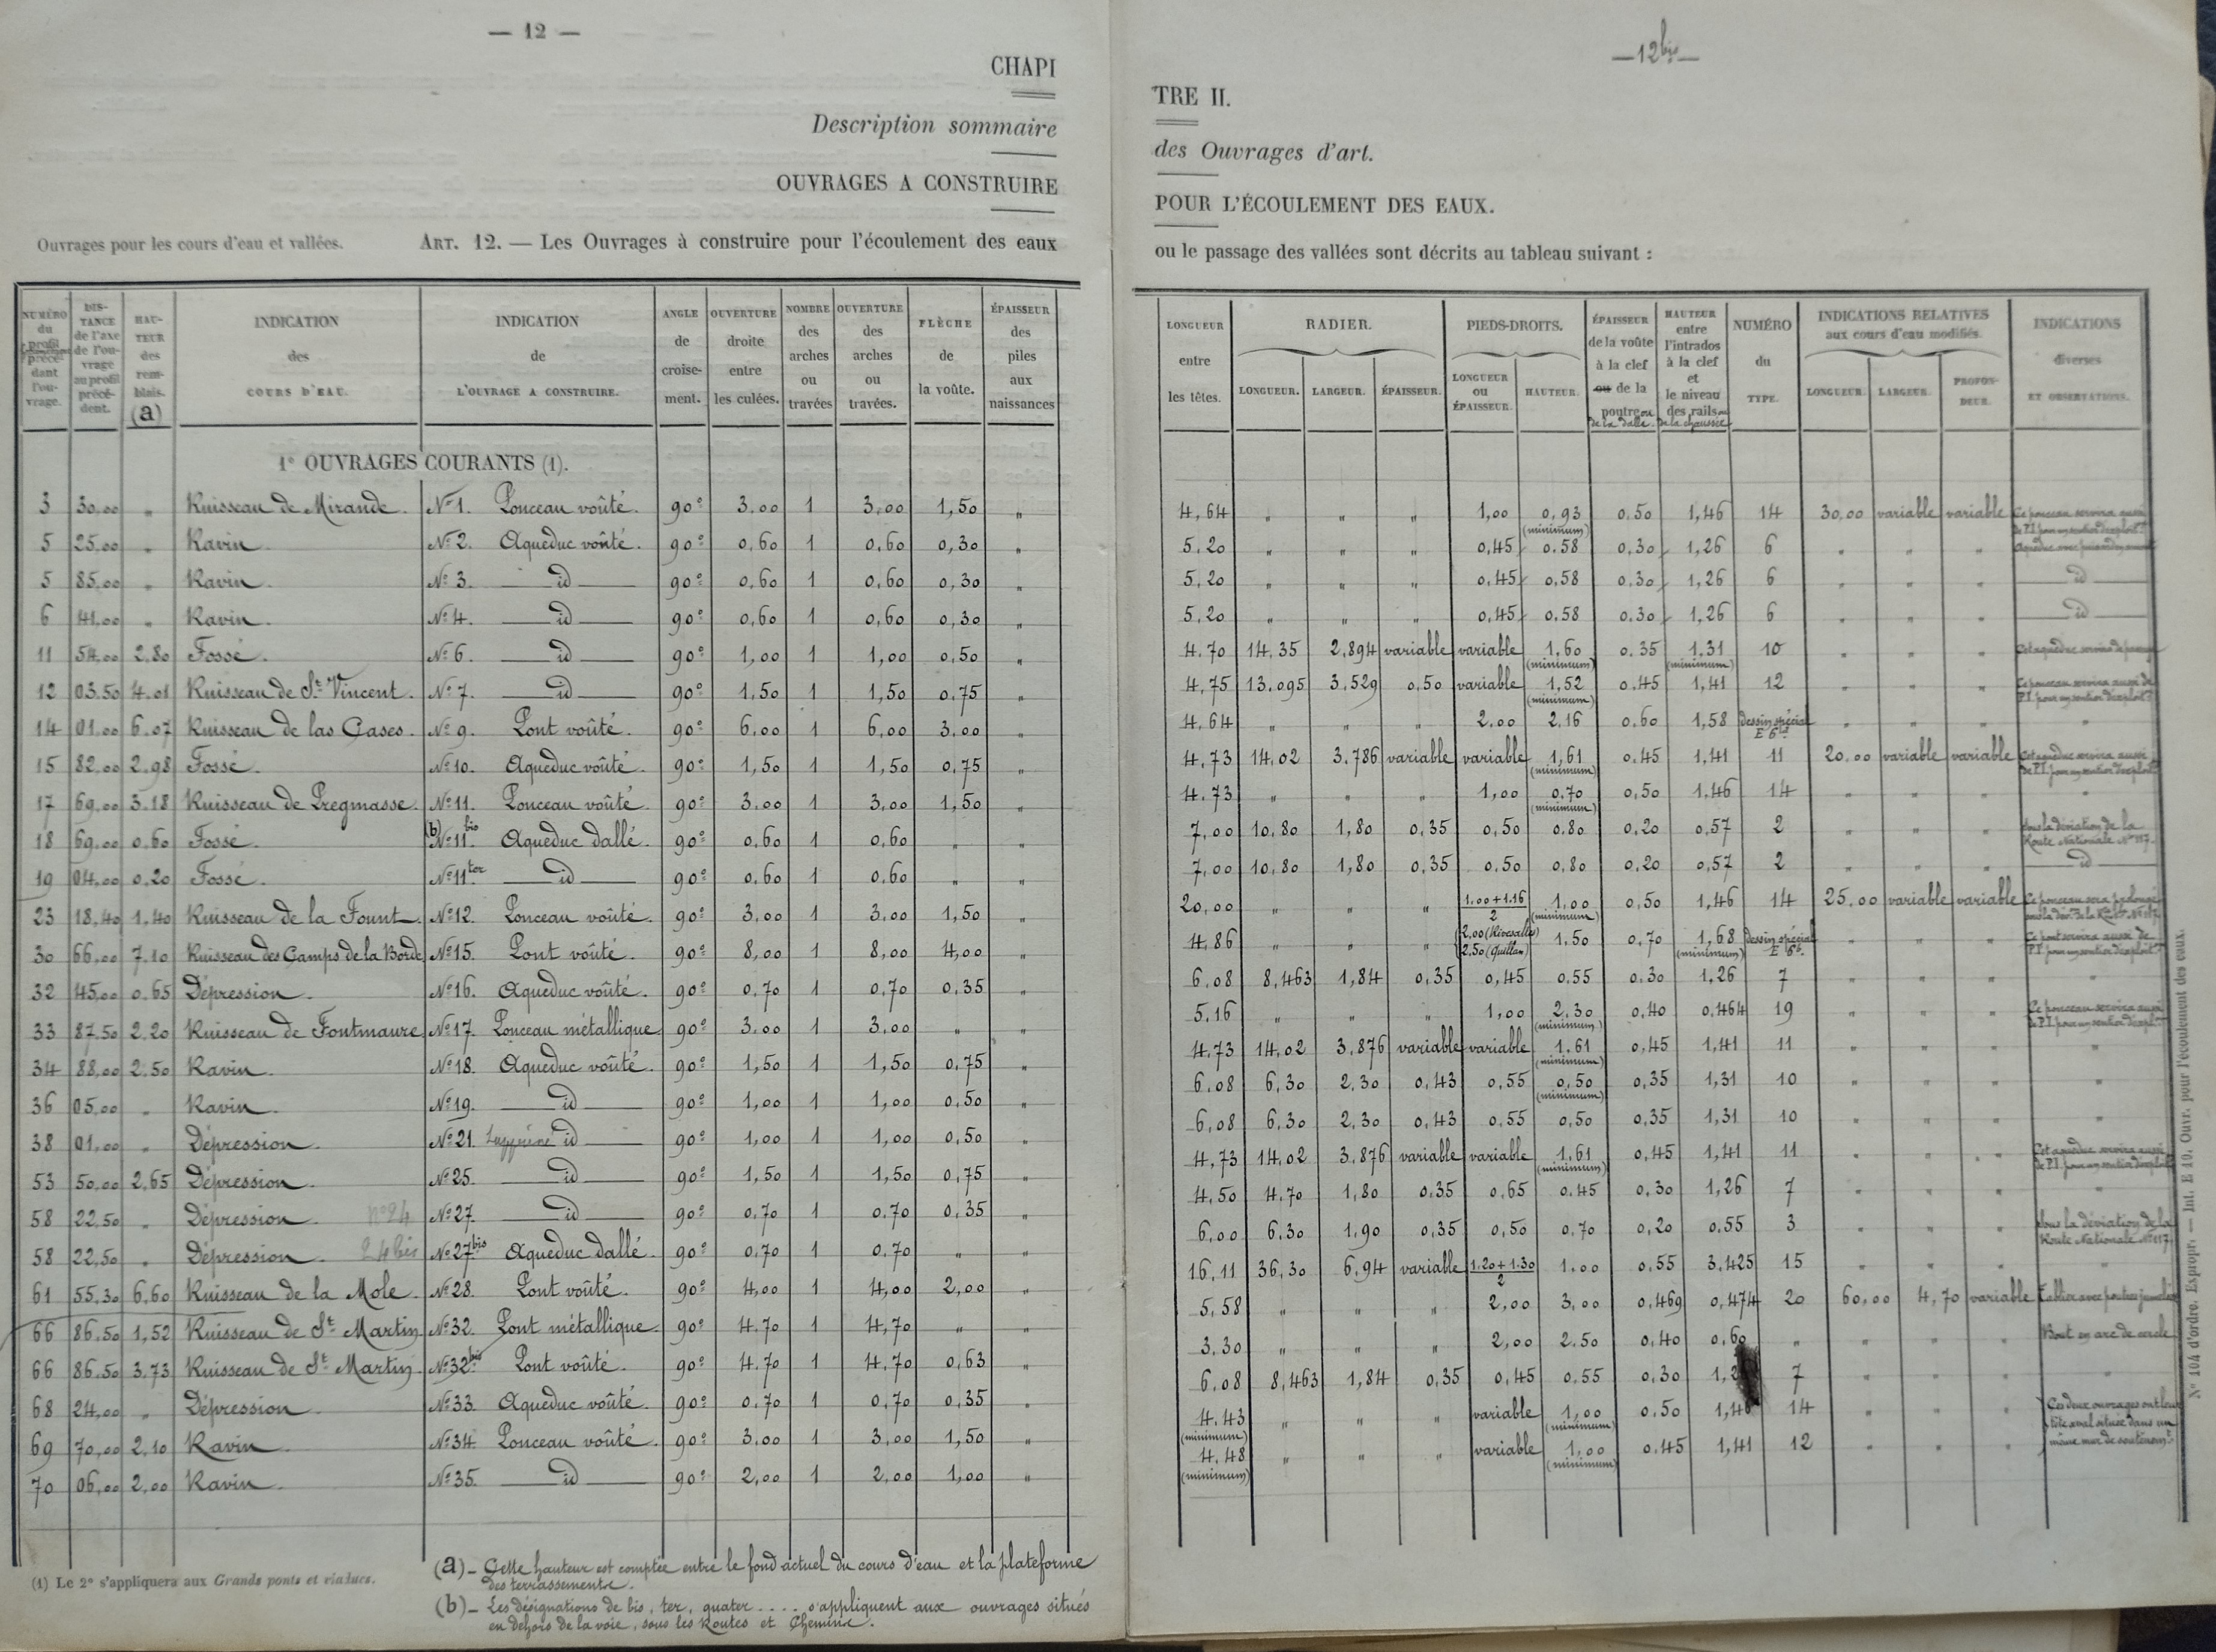 — 12 —
CHAPI
Description sommaire
OUVRAGES A CONSTRUIRE
Ouvrages pour les cours d'eau et vallées.
ART. 12. — Les Ouvrages à construire pour l'écoulement des eaux
NUMÉRO du profil précédant l'ouvrage.
DISTANCE de l'axe de l'ouvrage au profil précédent.
HAUTEUR des remblais. (a)
INDICATION des COURS D'EAU.
INDICATION de L'OUVRAGE A CONSTRUIRE.
ANGLE de croisement.
OUVERTURE droite entre les culées.
NOMBRE des arches ou travées
OUVERTURE des arches ou travées.
FLÈCHE de la voûte.
ÉPAISSEUR des piles aux naissances
1° OUVRAGES COURANTS (1).
3 30,00 " Ruisseau de Mirande. N° 1. Ponceau voûté. 90° 3,00 1 3,00 1,50 "
5 25,00 " Ravin. N° 2. Aqueduc voûté. 90° 0,60 1 0,60 0,30 "
5 85,00 " Ravin. N° 3. id 90° 0,60 1 0,60 0,30 "
6 41,00 " Ravin. N° 4. id 90° 0,60 1 0,60 0,30 "
11 54,00 2,80 Fossé. N° 6. id 90° 1,00 1 1,00 0,50 "
12 03,50 4.01 Ruisseau de St Vincent. N° 7. id 90° 1,50 1 1,50 0,75 "
14 01,00 6.07 Ruisseau de las Cases. N° 9. Pont voûté. 90° 6,00 1 6,00 3,00 "
15 82,00 2,98 Fossé. N° 10. Aqueduc voûté. 90° 1,50 1 1,50 0,75 "
17 69,00 3.18 Ruisseau de Pregmasse. N° 11. Ponceau voûté. 90° 3,00 1 3,00 1,50 "
18 69,00 0.60 Fossé. (b) N° 11 bis Aqueduc dallé. 90° 0,60 1 0,60 " "
19 04,00 0.20 Fossé. N° 11 ter id 90° 0,60 1 0,60 " "
23 18,40 1,40 Ruisseau de la Fount. N° 12. Ponceau voûté. 90° 3,00 1 3,00 1,50 "
30 66,00 7.10 Ruisseau des Camps de la Borde N° 15. Pont voûté. 90° 8,00 1 8,00 4,00 "
32 45,00 0.65 Dépression. N° 16. Aqueduc voûté. 90° 0,70 1 0,70 0,35 "
33 87,50 2.20 Ruisseau de Fontmaure N° 17. Ponceau métallique 90° 3,00 1 3,00 " "
34 88,00 2.50 Ravin. N° 18. Aqueduc voûté. 90° 1,50 1 1,50 0,75 "
36 05,00 " Ravin. N° 19. id 90° 1,00 1 1,00 0,50 "
38 01,00 " Dépression. N° 21. Supprimé id 90° 1,00 1 1,00 0,50 "
53 50,00 2,65 Dépression. N° 25. id 90° 1,50 1 1,50 0,75 "
58 22,50 " Dépression. n° 24 N° 27. id 90° 0,70 1 0,70 0,35 "
58 22,50 " Dépression. 24 bis N° 27 bis Aqueduc dallé. 90° 0,70 1 0,70 " "
61 55,30 6,60 Ruisseau de la Mole. N° 28. Pont voûté. 90° 4,00 1 4,00 2,00 "
66 86,50 1,52 Ruisseau de St Martin N° 32. Pont métallique. 90° 4.70 1 4,70 " "
66 86,50 3,73 Ruisseau de St Martin. N° 32 bis Pont voûté. 90° 4.70 1 4,70 0,63 "
68 24,00 " Dépression. N° 33. Aqueduc voûté. 90° 0,70 1 0,70 0,35 "
69 70,00 2,10 Ravin. N° 34 Ponceau voûté. 90° 3,00 1 3,00 1,50 "
70 06,00 2,00 Ravin. N° 35. id 90° 2,00 1 2,00 1,00 "
(1) Le 2° s'appliquera aux Grands ponts et viaducs.
(a) - Cette hauteur est comptée entre le fond actuel du cours d'eau et la plateforme
des terrassements.
(b) - Les désignations de bis, ter, quater .... s'appliquent aux ouvrages situés
en dehors de la voie, sous les Routes et Chemins.
— 12 bis —
TRE II.
des Ouvrages d'art.
POUR L'ÉCOULEMENT DES EAUX.
ou le passage des vallées sont décrits au tableau suivant :
LONGUEUR entre les têtes.
RADIER.
LONGUEUR. LARGEUR. ÉPAISSEUR.
PIEDS-DROITS.
LONGUEUR ou ÉPAISSEUR. HAUTEUR.
ÉPAISSEUR de la voûte à la clef ou de la poutre ou de la dalle.
HAUTEUR entre l'intrados à la clef et le niveau des rails ou de la chaussée
NUMÉRO du TYPE.
INDICATIONS RELATIVES aux cours d'eau modifiés.
LONGUEUR. LARGEUR. PROFONDEUR.
INDICATIONS diverses ET OBSERVATIONS.
4,64 " " " 1,00 0,93 (minimum) 0.50 1,46 14 30,00 variable variable Ce ponceau servira aussi de P.I. pour un sentier d'exploit.on
5.20 " " " 0,45 0.58 0,30 1,26 6 " " "
5,20 " " " 0,45 0,58 0.30 1,26 6 " " " id
5,20 " " " 0,45 0.58 0.30 1,26 6 " " " id
4.70 14.35 2,894 variable variable 1,60 (minimum) 0.35 1,31 (minimum) 10 " " "
4,75 13.095 3.529 0,50 variable 1,52 (minimum) 0.45 1,41 12 " " " Ce ponceau servira aussi de P.I. pour un sentier d'exploit.on
4.64 " " " 2.00 2,16 0,60 1,58 dessin spécial " " " "
4,73 14,02 3.786 variable variable 1,61 (minimum) 0,45 1,41 11 20,00 variable variable Cet aqueduc servira aussi de P.I. pour un sentier d'exploit.on
4.73 " " " 1,00 0,70 (minimum) 0,50 1.46 14 " " " "
7,00 10,80 1,80 0,35 0,50 0.80 0,20 0,57 2 " " " Sous la déviation de la Route Nationale N° 117.
7,00 10,80 1,80 0,35 0.50 0,80 0,20 0,57 2 " " " id
20,00 " " " 1.00+1.16/2 1,00 (minimum) 0,50 1,46 14 25,00 variable variable Ce ponceau sera prolongé sous la dév.on de la R.te N.le N° 117.
4,86 " " " 2,00 (Rivesaltes) 2.50 (Quillan) 1.50 0,70 1,68 (minimum) dessin spécial " " " Ce pont servira aussi de P.I. pour un sentier d'exploit.on
6,08 8,463 1,84 0,35 0,45 0.55 0.30 1,26 7 " " " "
5.16 " " " 1,00 2,30 (minimum) 0,40 0,464 19 " " " Ce ponceau servira aussi de P.I. pour un sentier d'expl.on
4.73 14,02 3.876 variable variable 1.61 (minimum) 0,45 1,41 11 " " " "
6.08 6,30 2,30 0,43 0,55 0,50 (minimum) 0,35 1,31 10 " " " "
6,08 6,30 2,30 0,43 0,55 0,50 0,35 1,31 10 " " " "
4,73 14.02 3.876 variable variable 1.61 (minimum) 0,45 1,41 11 " " " Cet aqueduc servira aussi de P.I. pour un sentier d'exploit.on
4.50 4.70 1,80 0,35 0.65 0.45 0,30 1,26 7 " " " "
6,00 6.30 1,90 0,35 0,50 0,70 0,20 0,55 3 " " " Sous la déviation de la Route Nationale N° 117.
16,11 36,30 6,94 variable 1.20+1.30/2 1.00 0,55 3,425 15 " " " "
5,58 " " " 2,00 3,00 0,469 0,474 20 60,00 4,70 variable Tablier avec poutres jumelées
3.30 " " " 2,00 2.50 0,40 0.60 " " " " Bout en arc de cercle
6.08 8,463 1,84 0,35 0,45 0.55 0,30 7 " " " "
4.43 (minimum) " " " variable 1,00 (minimum) 0.50 1,46 14 " " " Ces deux ouvrages ont leur tête aval située dans un même mur de soutènem.t
4.48 (minimum) " " " variable 1,00 (minimum) 0.45 1,41 12 " " "
N° 104 d'ordre. Expropr. — Int. E 10. Ouvr. pour l'écoulement des eaux.